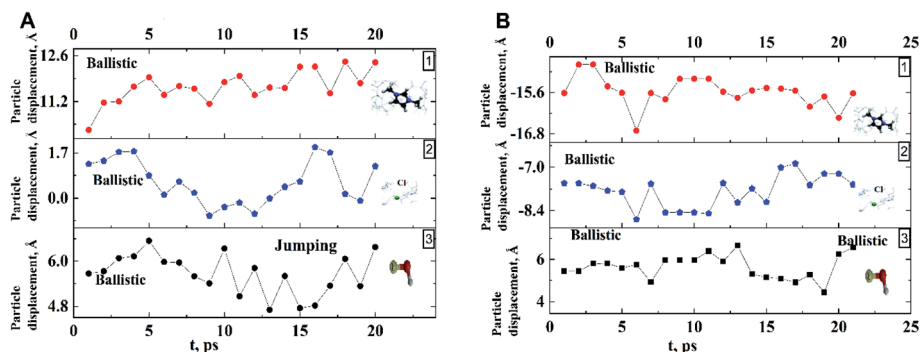 A
0 5 10 15 20
Particle displacement, Å
12.6
11.2
Ballistic
1
Particle displacement, Å
1.7
0.0
Ballistic
Cl
2
Particle displacement, Å
6.0
4.8
Ballistic
Jumping
3
0 5 10 15 20
t, ps
B
0 5 10 15 20 25
Particle displacement, Å
-15.6
-16.8
Ballistic
1
Particle displacement, Å
-7.0
-8.4
Ballistic
Cl
2
Particle displacement, Å
6
4
Ballistic
Ballistic
3
0 5 10 15 20 25
t, ps